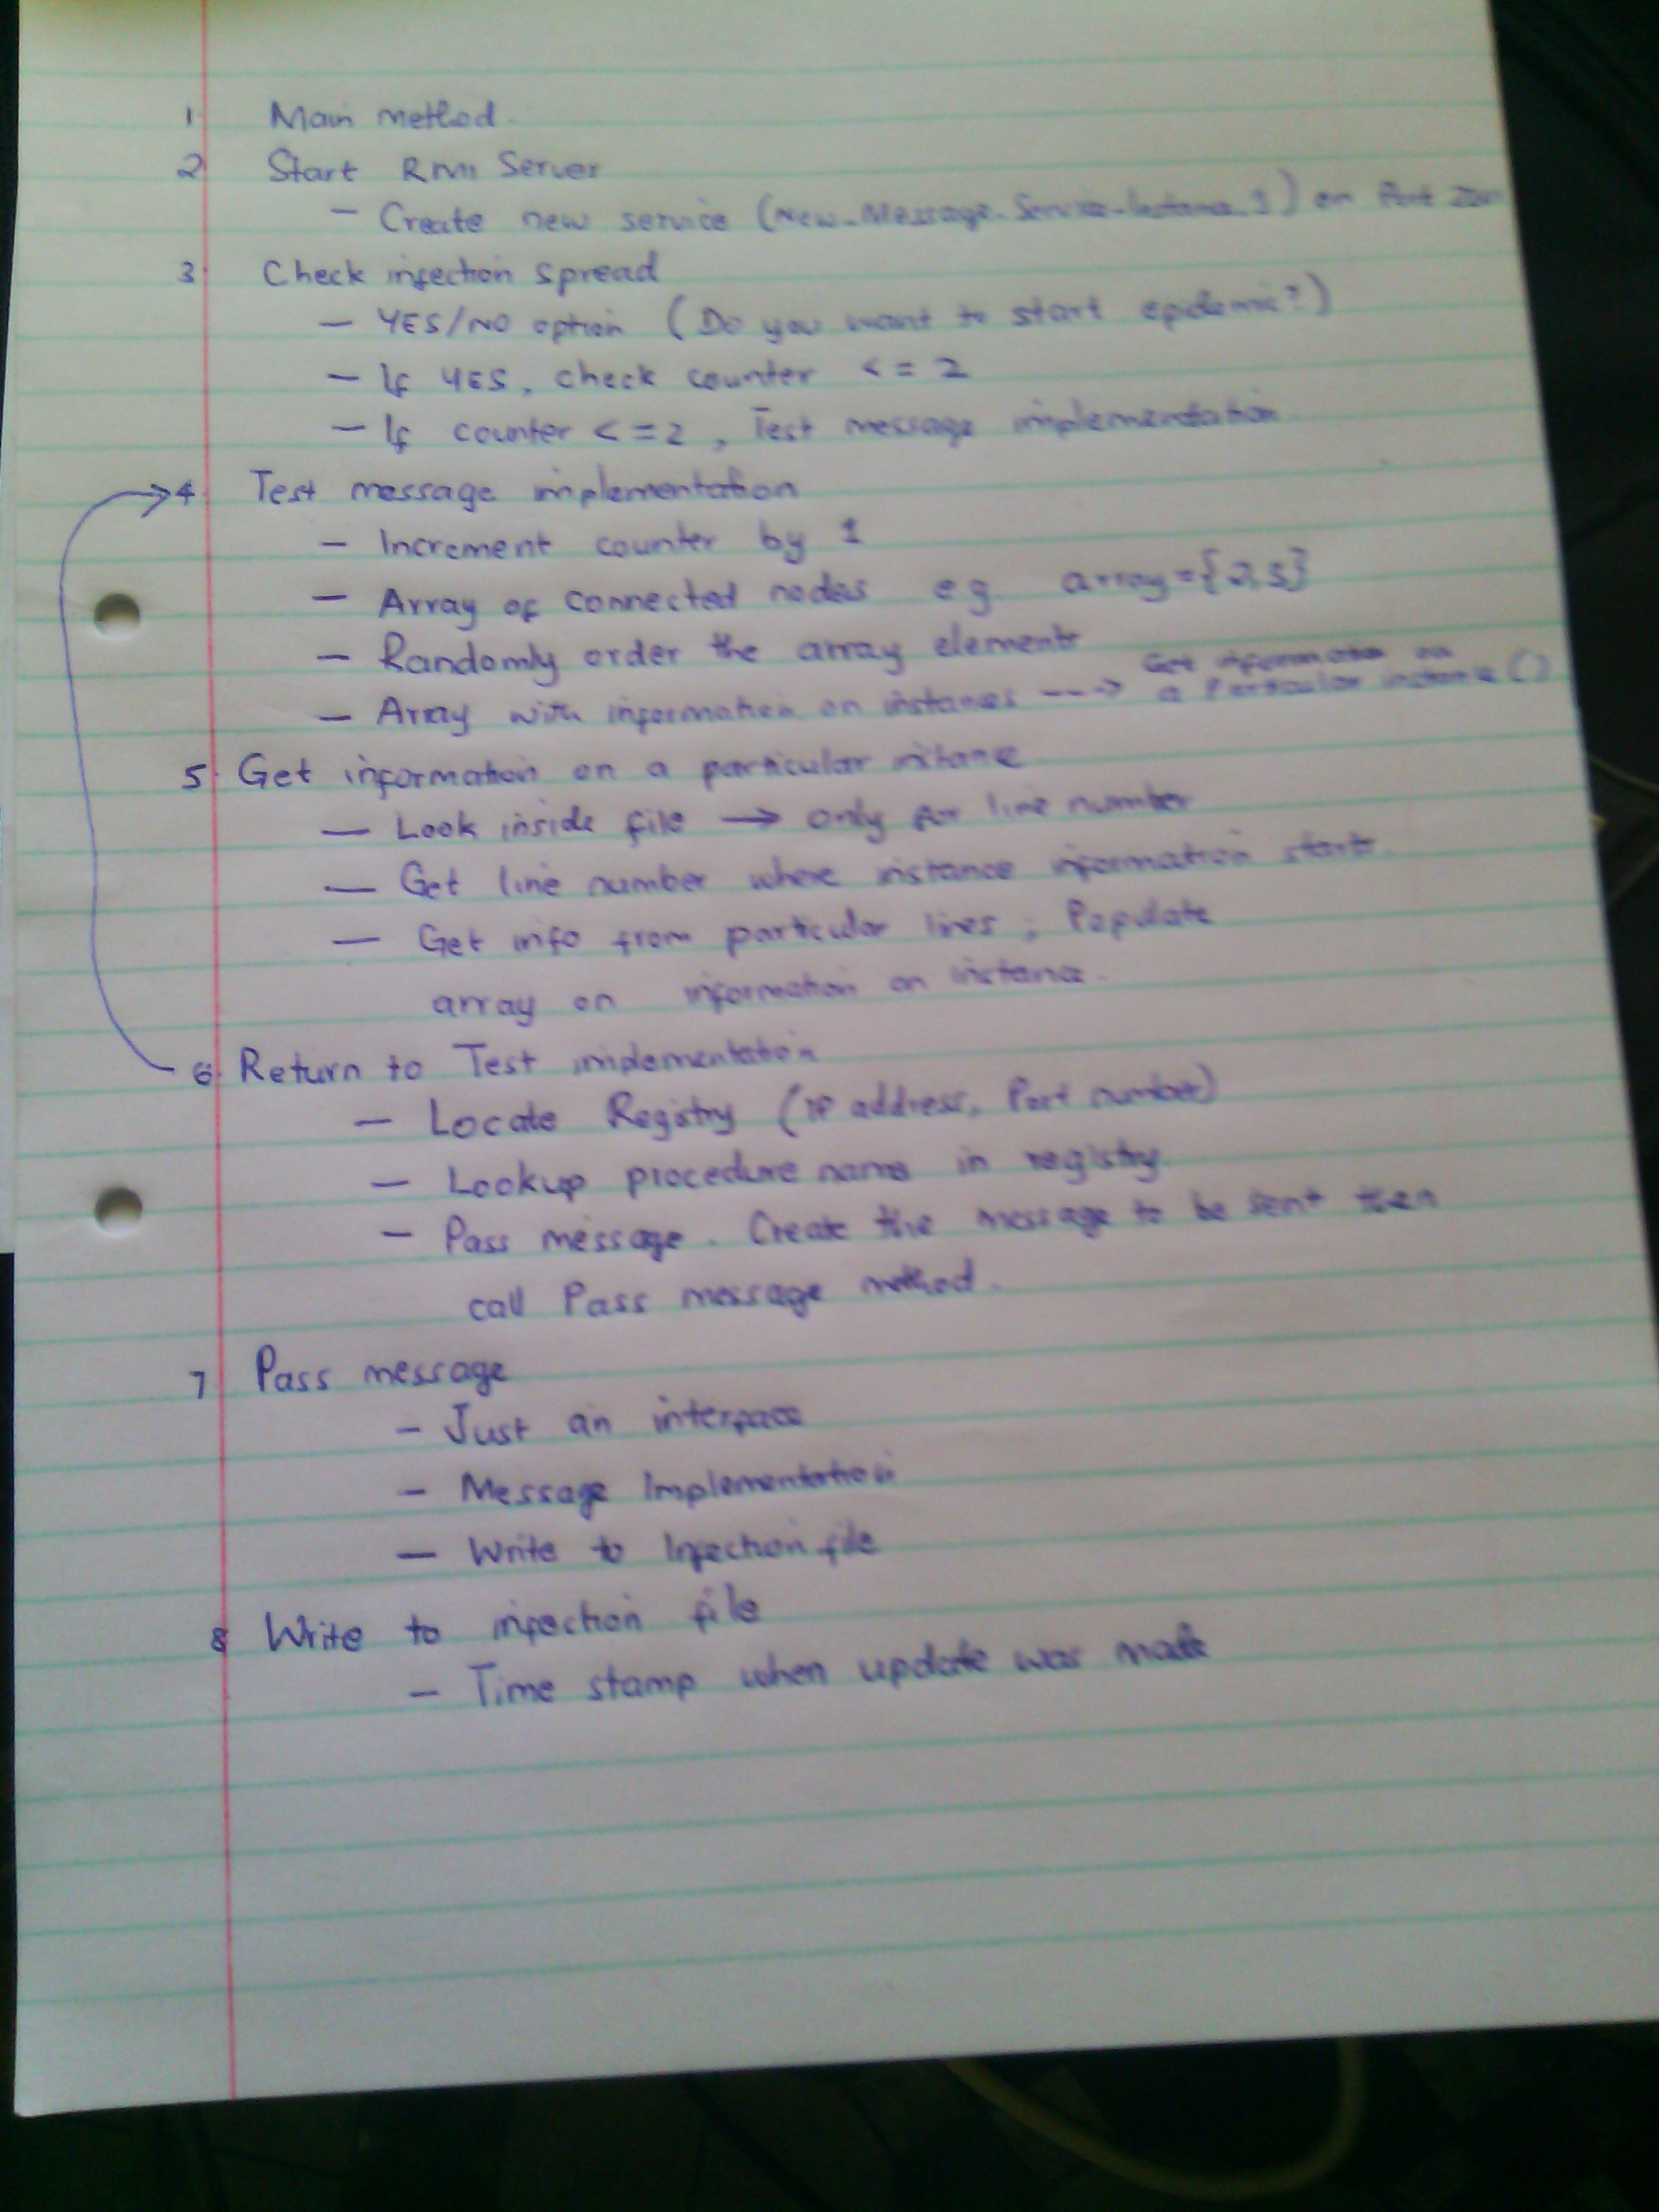 1 Main method.
2 Start RMI Server
— Create new service (New_Message_Service_Instance_1) on Port
3 Check infection spread
— YES/NO option (Do you want to start epidemic?)
— If YES, check counter <= 2
— If counter <= 2, Test message implementation
4 Test message implementation
— Increment counter by 1
— Array of connected nodes eg array = {2,3}
— Randomly order the array elements
— Array with information on instances ---> Get information on
a Particular instance ()
5 Get information on a particular instance
— Look inside file → only for line number
— Get line number where instance information starts
— Get info from particular lines, Populate
array on information on instance.
6 Return to Test implementation
— Locate Registry (IP address, Port number)
— Lookup procedure name in registry
— Pass message. Create the message to be sent then
call Pass message method.
7 Pass message
— Just an interface
— Message Implementation
— Write to Infection file
8 Write to infection file
— Time stamp when update was made